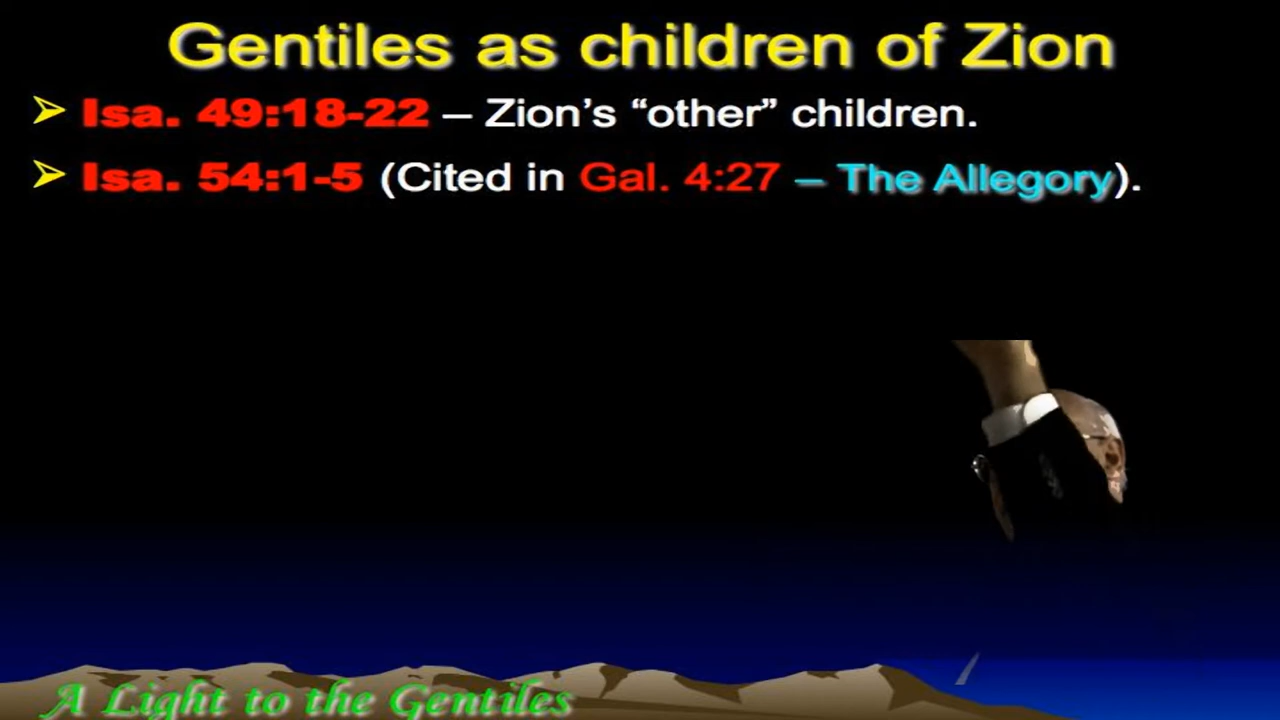 Gentiles as children of Zion
➢ Isa. 49:18-22 – Zion’s “other” children.
➢ Isa. 54:1-5 (Cited in Gal. 4:27 – The Allegory).
A Light to the Gentiles